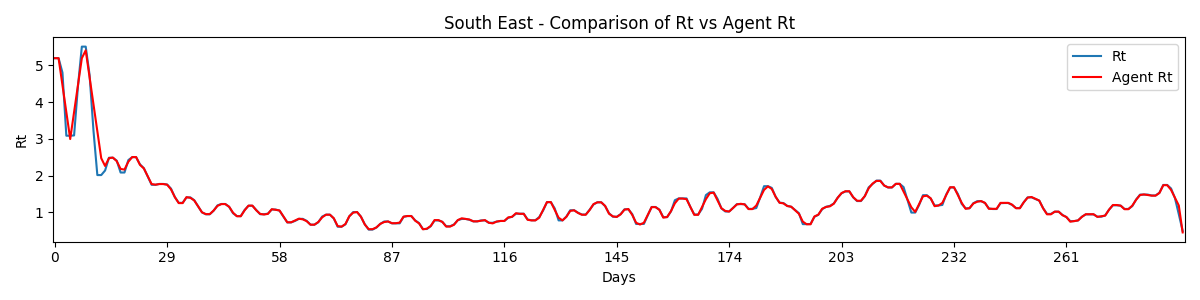 South East - Comparison of Rt vs Agent Rt
Rt
Agent Rt
5
4
3
2
1
Rt
0 29 58 87 116 145 174 203 232 261
Days